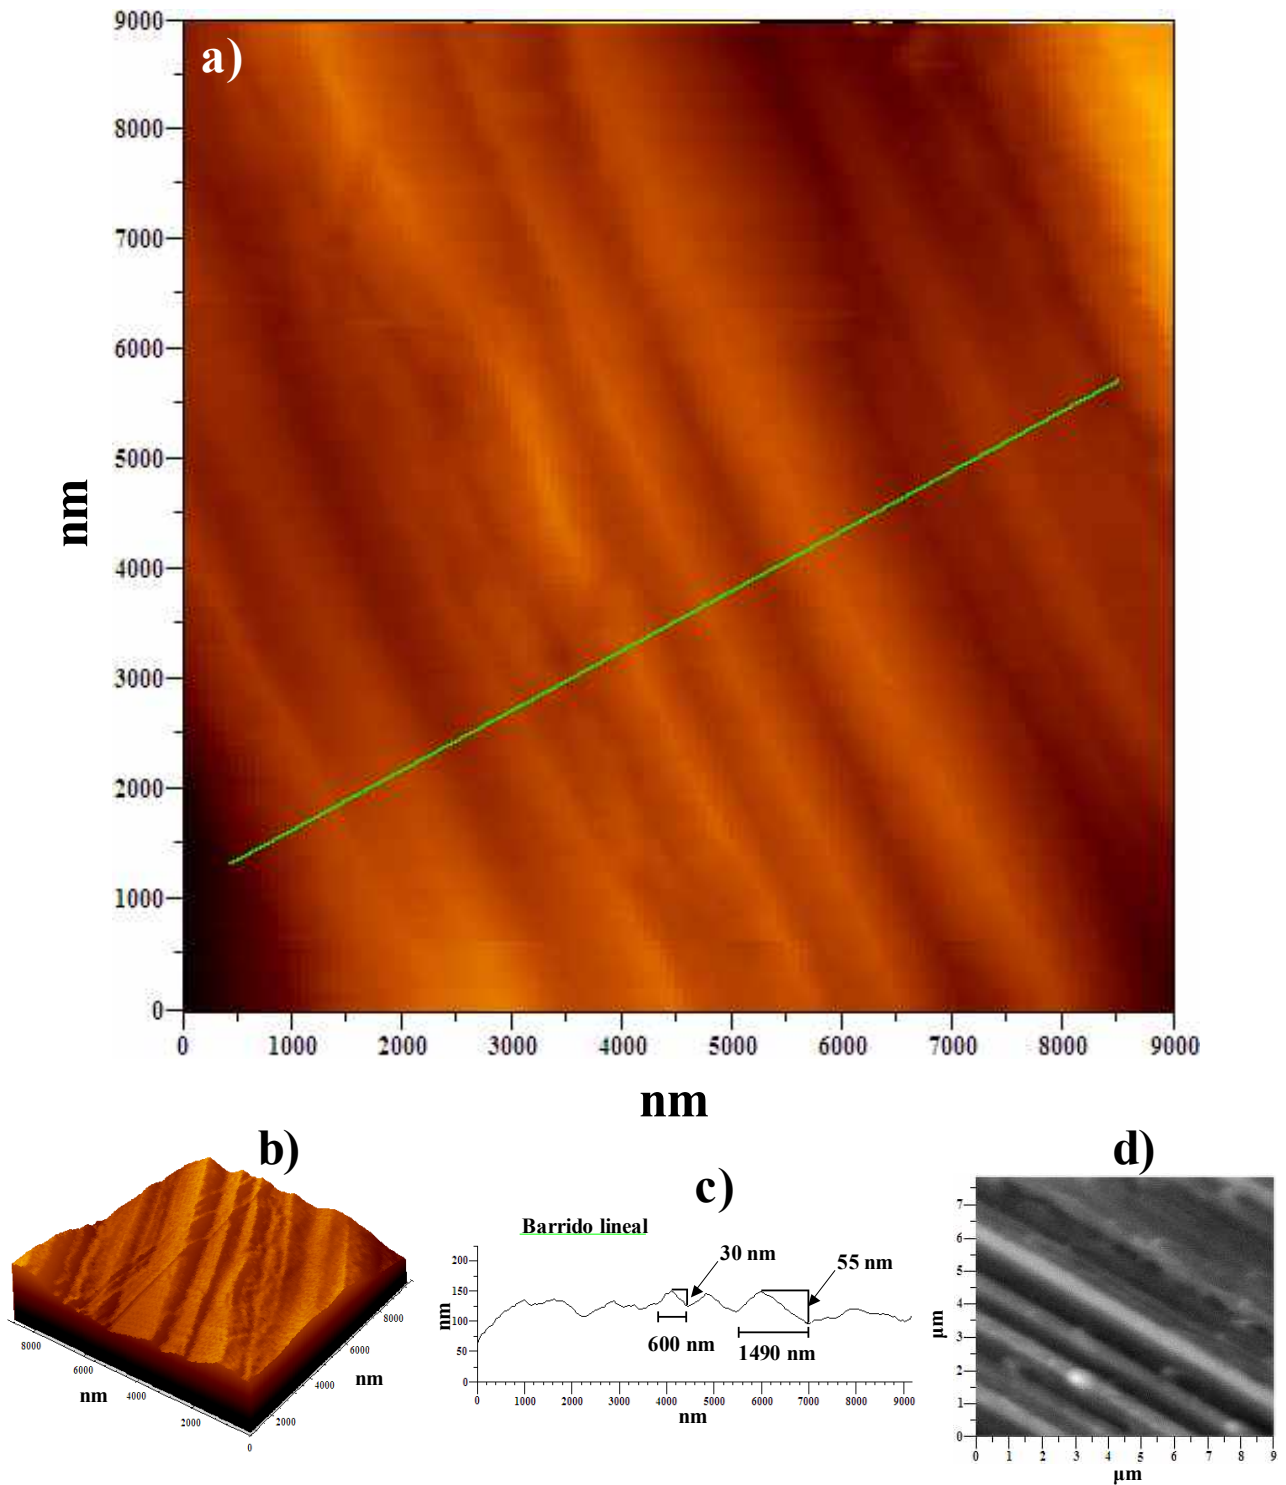 a)
9000
8000
7000
6000
5000
4000
3000
2000
1000
0
nm
0 1000 2000 3000 4000 5000 6000 7000 8000 9000
nm
b)
8000
6000
4000
2000
0
2000
4000
6000
8000
nm
nm
c)
Barrido lineal
200
150
100
50
0
nm
30 nm
55 nm
600 nm
1490 nm
0 1000 2000 3000 4000 5000 6000 7000 8000 9000
nm
d)
7
6
5
4
3
2
1
0
µm
0 1 2 3 4 5 6 7 8 9
µm